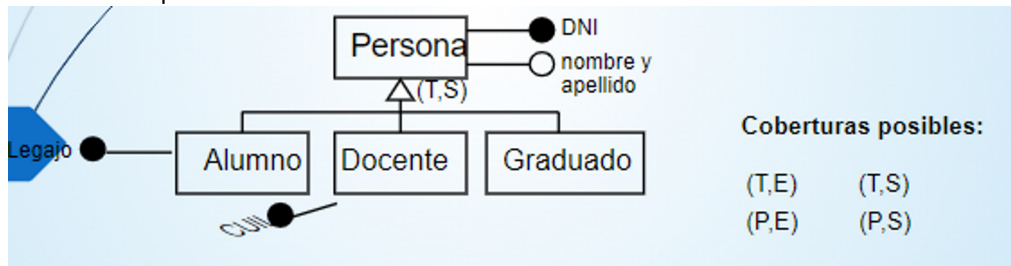 Persona
DNI
nombre y
apellido
(T,S)
Legajo
Alumno
Docente
Graduado
CUIL
Coberturas posibles:
(T,E) (T,S)
(P,E) (P,S)